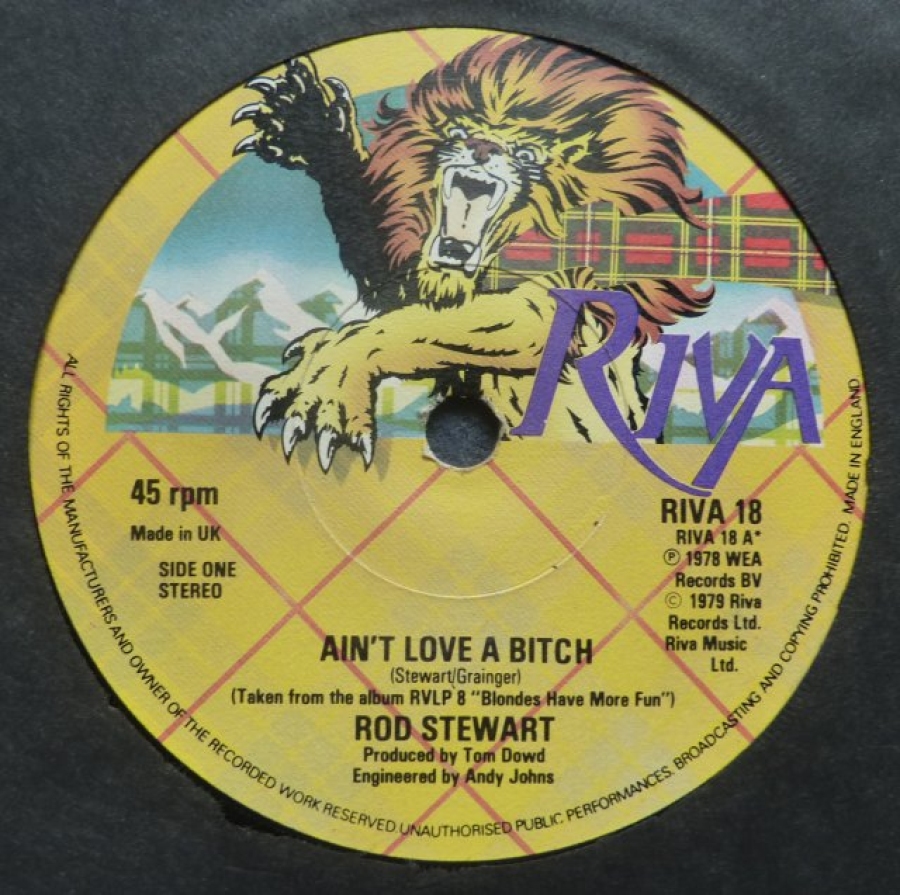 RIVA
45 rpm
Made in UK
SIDE ONE
STEREO
RIVA 18
RIVA 18 A*
Ⓟ 1978 WEA
Records BV
© 1979 Riva
Records Ltd.
Riva Music
Ltd.
AIN'T LOVE A BITCH
(Stewart/Grainger)
(Taken from the album RVLP 8 "Blondes Have More Fun")
ROD STEWART
Produced by Tom Dowd
Engineered by Andy Johns
ALL RIGHTS OF THE MANUFACTURERS AND OWNER OF THE RECORDED WORK RESERVED. UNAUTHORISED PUBLIC PERFORMANCES. BROADCASTING AND COPYING PROHIBITED. MADE IN ENGLAND